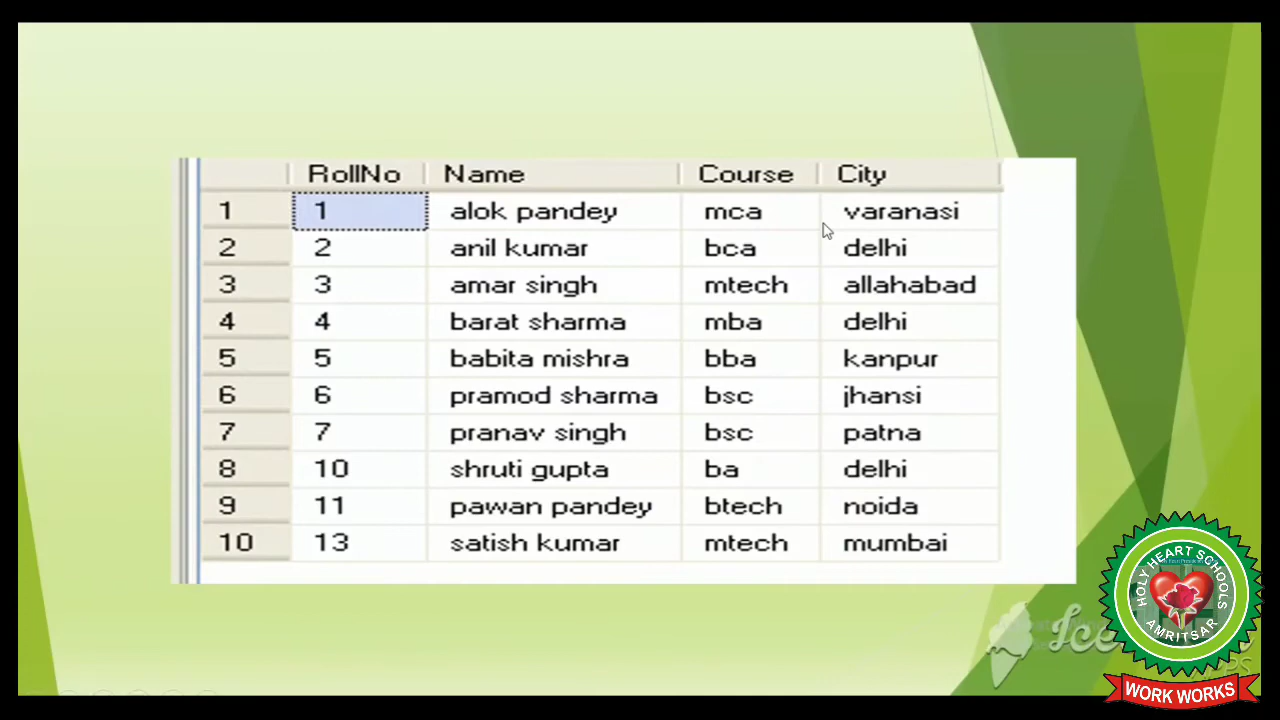 RollNo Name Course City
1 1 alok pandey mca varanasi
2 2 anil kumar bca delhi
3 3 amar singh mtech allahabad
4 4 barat sharma mba delhi
5 5 babita mishra bba kanpur
6 6 pramod sharma bsc jhansi
7 7 pranav singh bsc patna
8 10 shruti gupta ba delhi
9 11 pawan pandey btech noida
10 13 satish kumar mtech mumbai
HOLY HEART SCHOOLS
AMRITSAR
WORK WORKS